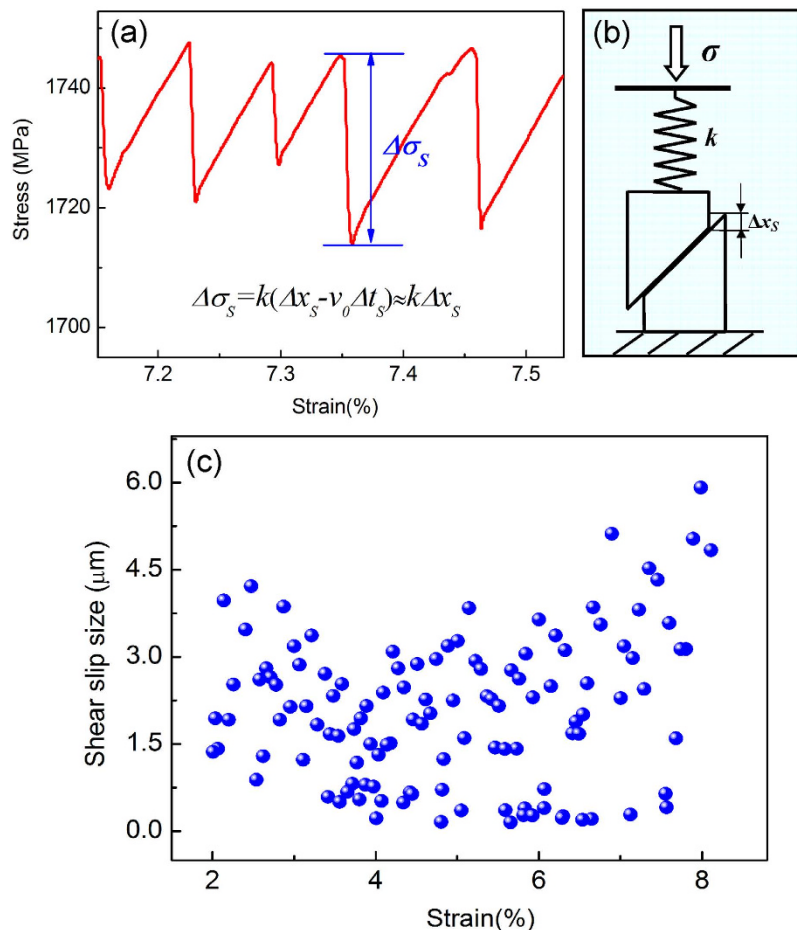 (a)
Stress (MPa)
1740
1720
1700
Δσ_S
Δσ_S=k(Δx_S-v_0Δt_S)≈kΔx_S
7.2 7.3 7.4 7.5
Strain(%)
(b)
σ
k
Δx_S
(c)
Shear slip size (μm)
6.0
4.5
3.0
1.5
0.0
2 4 6 8
Strain(%)